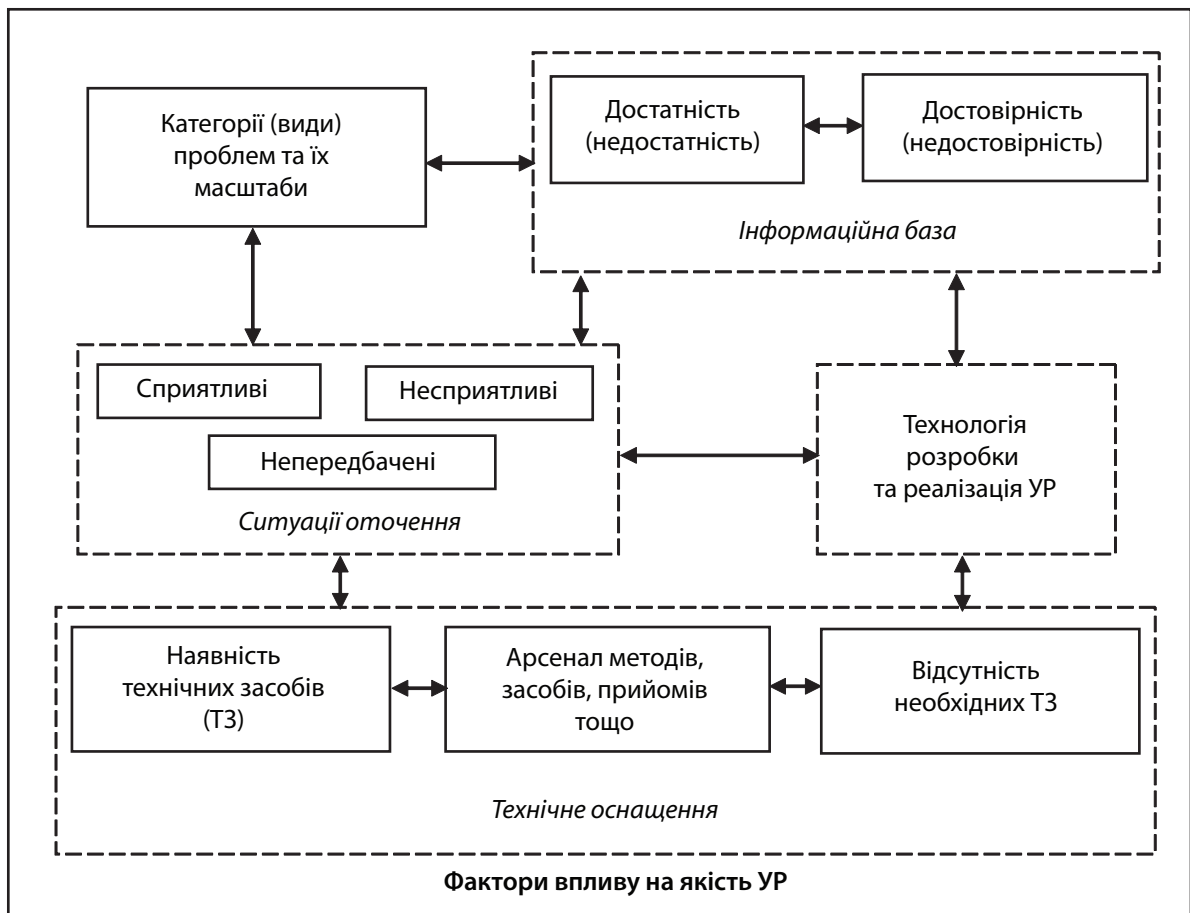 Категорії (види)
проблем та їх
масштаби
Достатність
(недостатність)
Достовірність
(недостовірність)
Інформаційна база
Сприятливі
Несприятливі
Непередбачені
Ситуації оточення
Технологія
розробки
та реалізація УР
Наявність
технічних засобів
(ТЗ)
Арсенал методів,
засобів, прийомів
тощо
Відсутність
необхідних ТЗ
Технічне оснащення
Фактори впливу на якість УР